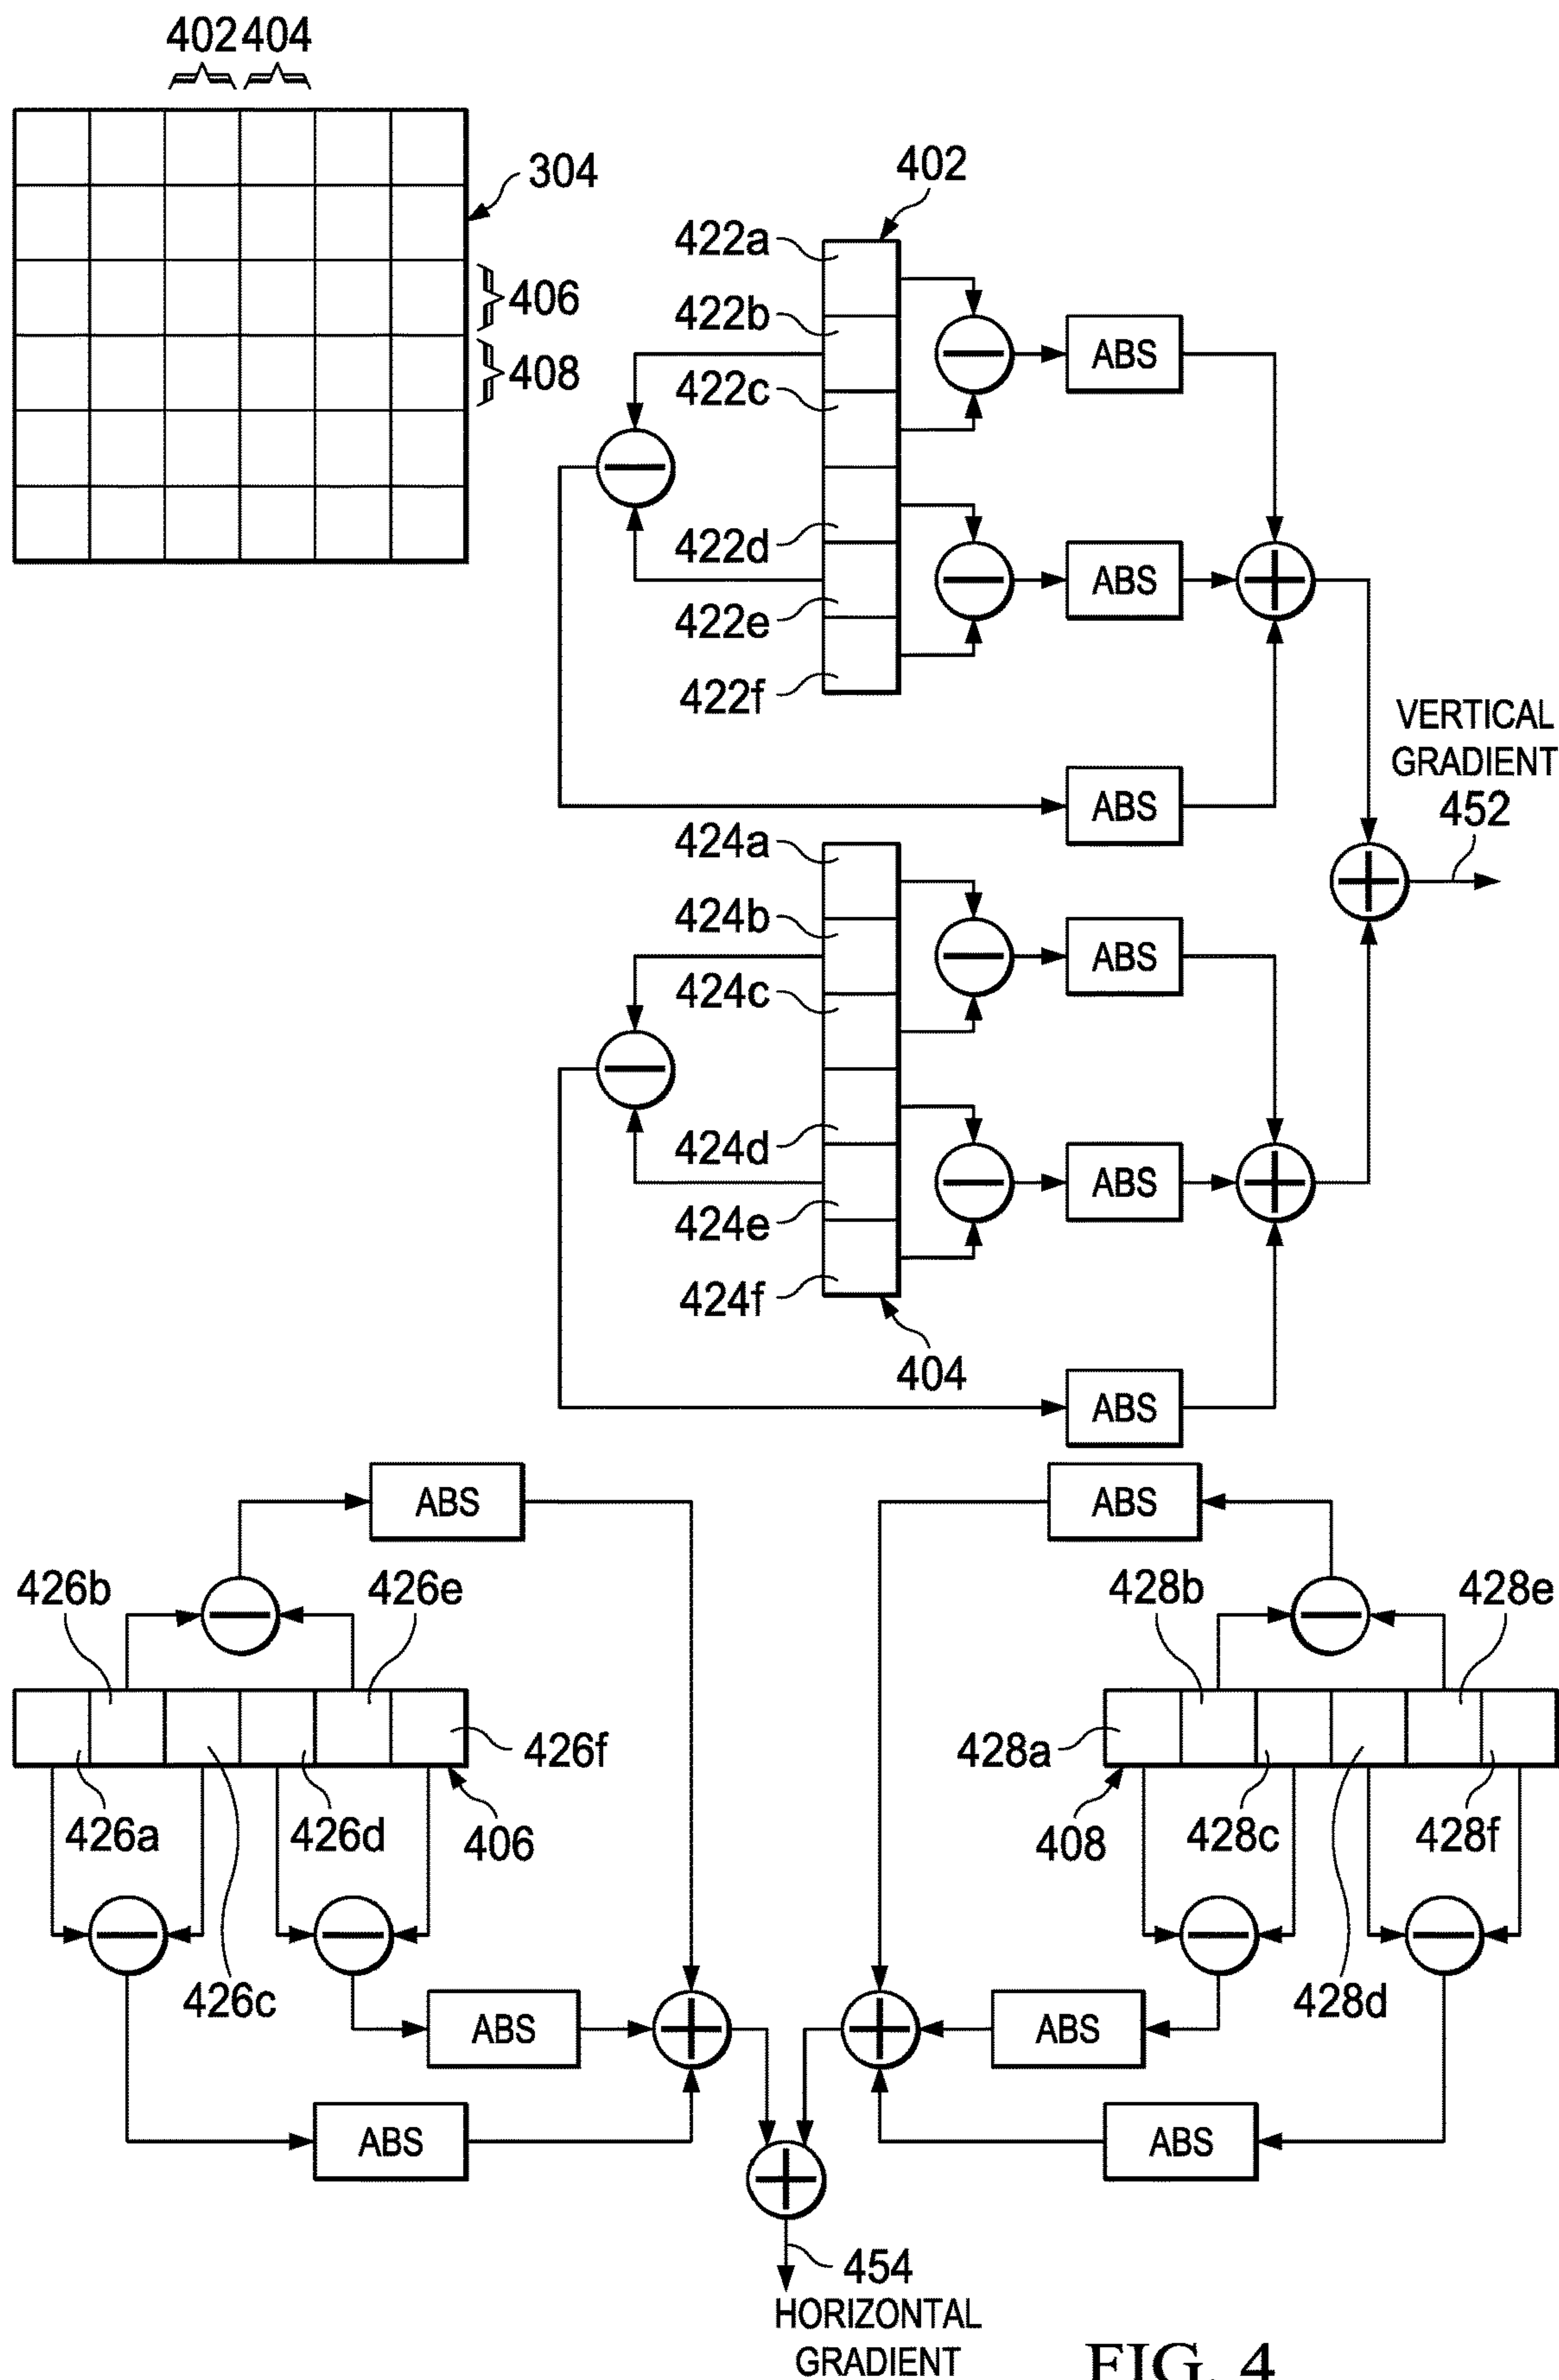 402 404
304
406
408
402
422a
422b
422c
422d
422e
422f
ABS
ABS
ABS
VERTICAL
GRADIENT
452
424a
424b
424c
424d
424e
424f
404
ABS
ABS
ABS
ABS
ABS
426b
426e
426f
426a
426d
406
426c
ABS
ABS
428b
428e
428a
408
428c
428f
428d
ABS
ABS
454
HORIZONTAL
GRADIENT
FIG. 4